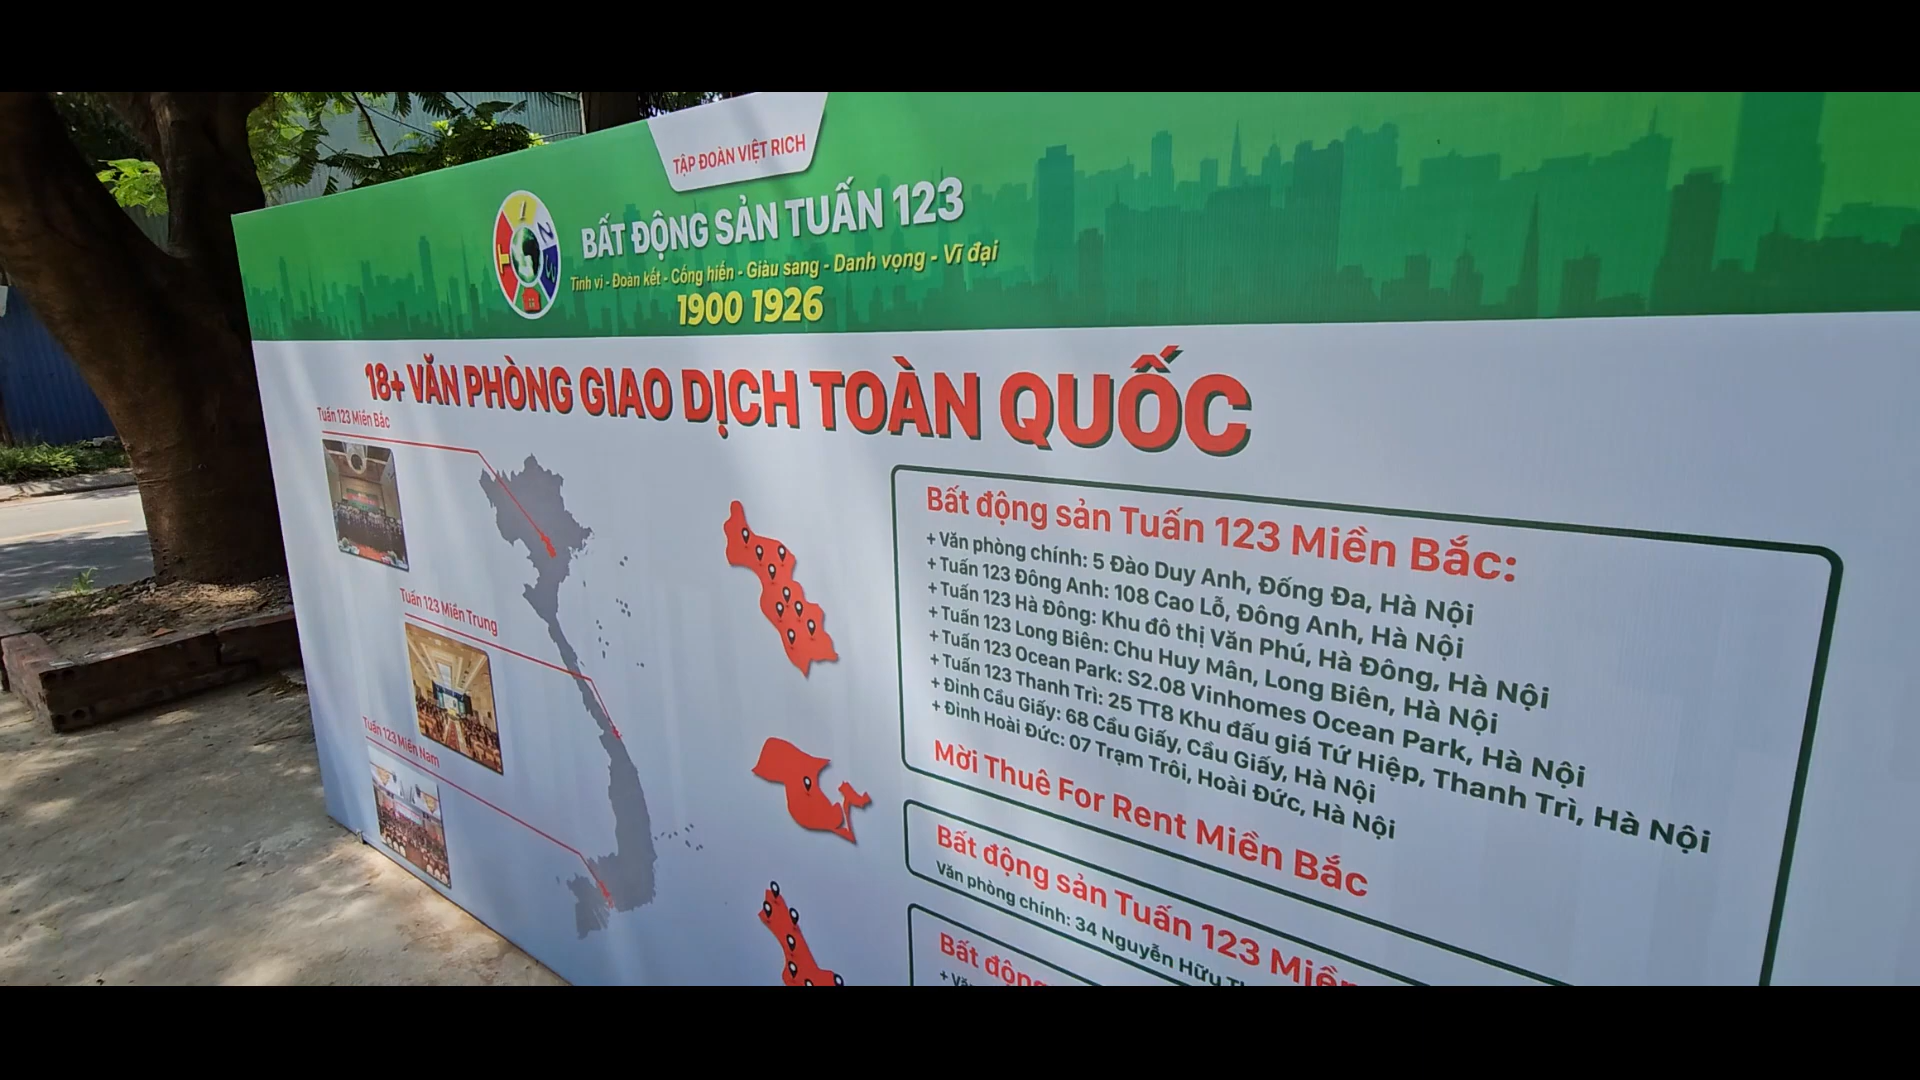 TẬP ĐOÀN VIỆT RICH
T 1 2 3
BẤT ĐỘNG SẢN TUẤN 123
Tinh vi - Đoàn kết - Cống hiến - Giàu sang - Danh vọng - Vĩ đại
1900 1926
18+ VĂN PHÒNG GIAO DỊCH TOÀN QUỐC
Tuấn 123 Miền Bắc
Tuấn 123 Miền Trung
Tuấn 123 Miền Nam
Bất động sản Tuấn 123 Miền Bắc:
+ Văn phòng chính: 5 Đào Duy Anh, Đống Đa, Hà Nội
+ Tuấn 123 Đông Anh: 108 Cao Lỗ, Đông Anh, Hà Nội
+ Tuấn 123 Hà Đông: Khu đô thị Văn Phú, Hà Đông, Hà Nội
+ Tuấn 123 Long Biên: Chu Huy Mân, Long Biên, Hà Nội
+ Tuấn 123 Ocean Park: S2.08 Vinhomes Ocean Park, Hà Nội
+ Tuấn 123 Thanh Trì: 25 TT8 Khu đấu giá Tứ Hiệp, Thanh Trì, Hà Nội
+ Đỉnh Cầu Giấy: 68 Cầu Giấy, Cầu Giấy, Hà Nội
+ Đỉnh Hoài Đức: 07 Trạm Trôi, Hoài Đức, Hà Nội
Mời Thuê For Rent Miền Bắc
Bất động sản Tuấn 123
Văn phòng chính: 34 Nguyễn Hữu
Bất động